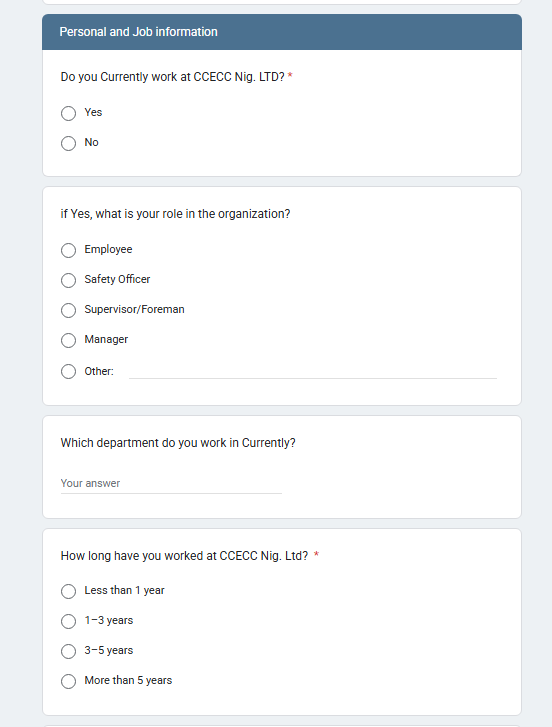 Personal and Job information
Do you Currently work at CCECC Nig. LTD? *
Yes
No
if Yes, what is your role in the organization?
Employee
Safety Officer
Supervisor/Foreman
Manager
Other:
Which department do you work in Currently?
Your answer
How long have you worked at CCECC Nig. Ltd? *
Less than 1 year
1–3 years
3–5 years
More than 5 years